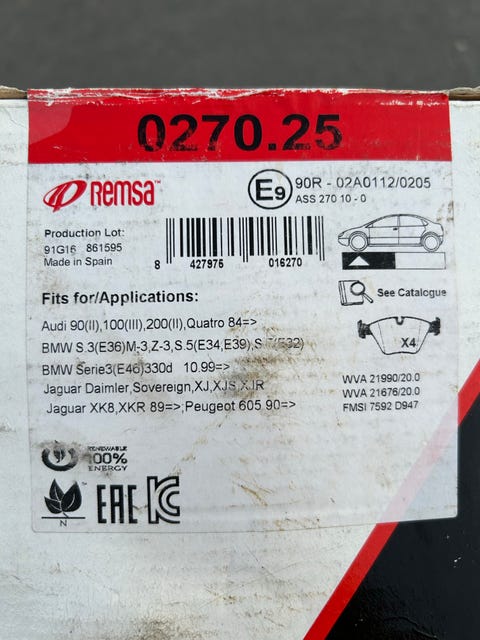 0270.25
Remsa™
E9 90R - 02A0112/0205
ASS 270 10 - 0
Production Lot:
91G16 861595
Made in Spain
8 427976 016270
See Catalogue
Fits for/Applications:
Audi 90(II),100(III),200(II),Quatro 84=>
BMW S.3(E36)M-3,Z-3,S.5(E34,E39),S.7(E32)
X4
BMW Serie3(E46)330d 10.99=>
Jaguar Daimler,Sovereign,XJ,XJS,XJR
Jaguar XK8,XKR 89=>;Peugeot 605 90=>
WVA 21990/20.0
WVA 21676/20.0
FMSI 7592 D947
RENEWABLE
100%
ENERGY
N
EAC
KC